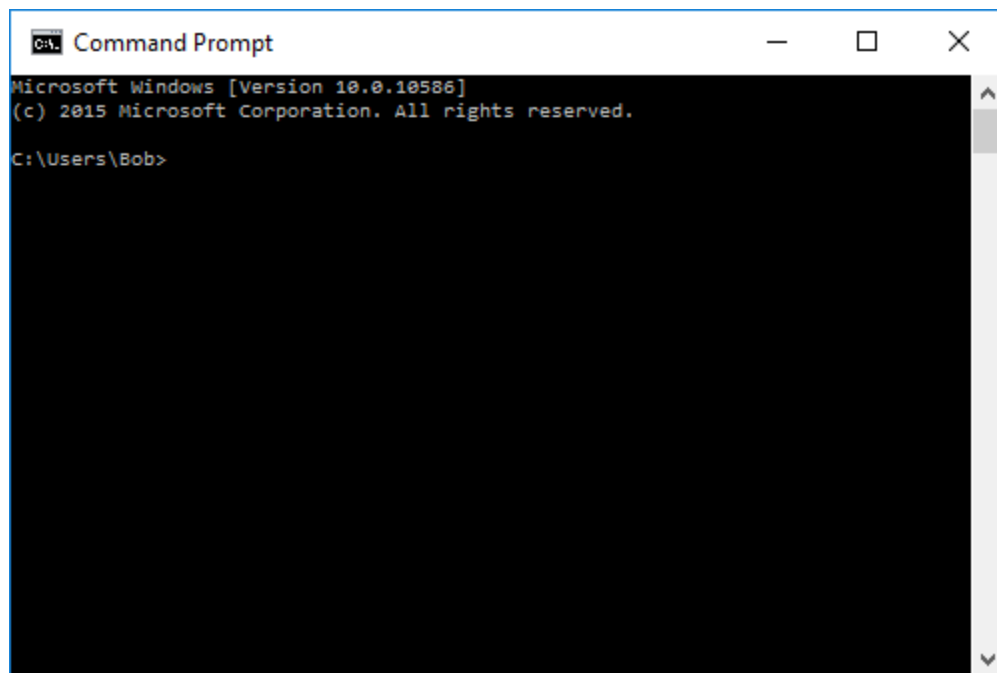 Command Prompt
Microsoft Windows [Version 10.0.10586]
(c) 2015 Microsoft Corporation. All rights reserved.
C:\Users\Bob>